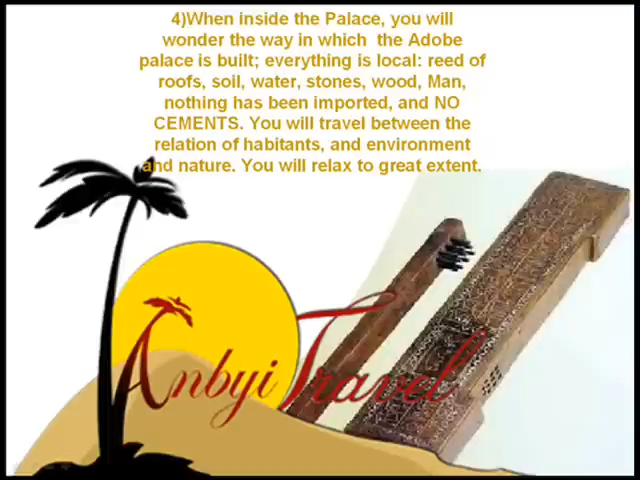 4)When inside the Palace, you will
wonder the way in which the Adobe
palace is built; everything is local: reed of
roofs, soil, water, stones, wood, Man,
nothing has been imported, and NO
CEMENTS. You will travel between the
relation of habitants, and environment
and nature. You will relax to great extent.
Anbyi Travel